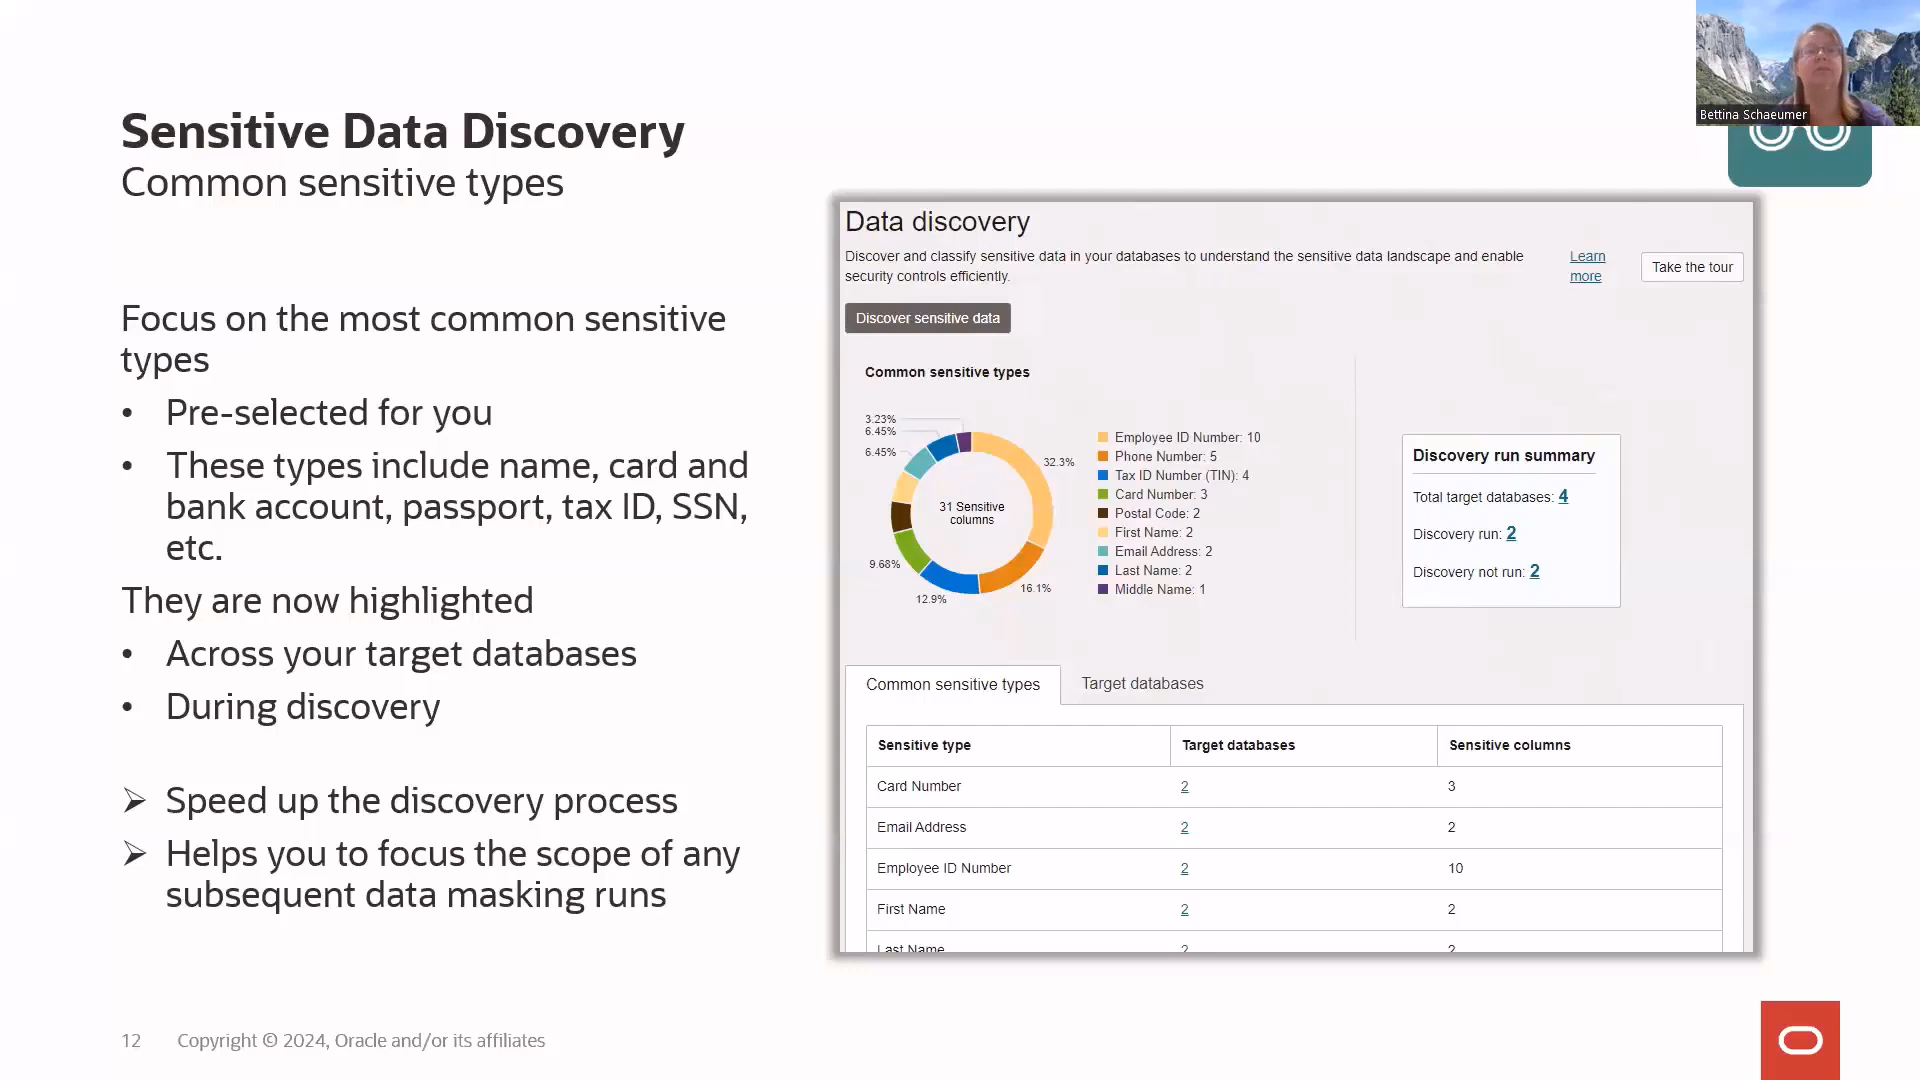 Bettina Schaeumer
Sensitive Data Discovery
Common sensitive types
Focus on the most common sensitive
types
• Pre-selected for you
• These types include name, card and
bank account, passport, tax ID, SSN,
etc.
They are now highlighted
• Across your target databases
• During discovery
➢ Speed up the discovery process
➢ Helps you to focus the scope of any
subsequent data masking runs
Data discovery
Discover and classify sensitive data in your databases to understand the sensitive data landscape and enable
security controls efficiently.
Learn
more
Take the tour
Discover sensitive data
Common sensitive types
3.23%
6.45%
6.45%
32.3%
31 Sensitive
columns
9.68%
12.9%
16.1%
Employee ID Number: 10
Phone Number: 5
Tax ID Number (TIN): 4
Card Number: 3
Postal Code: 2
First Name: 2
Email Address: 2
Last Name: 2
Middle Name: 1
Discovery run summary
Total target databases: 4
Discovery run: 2
Discovery not run: 2
Common sensitive types Target databases
Sensitive type Target databases Sensitive columns
Card Number 2 3
Email Address 2 2
Employee ID Number 2 10
First Name 2 2
Last Name 2 2
12 Copyright © 2024, Oracle and/or its affiliates